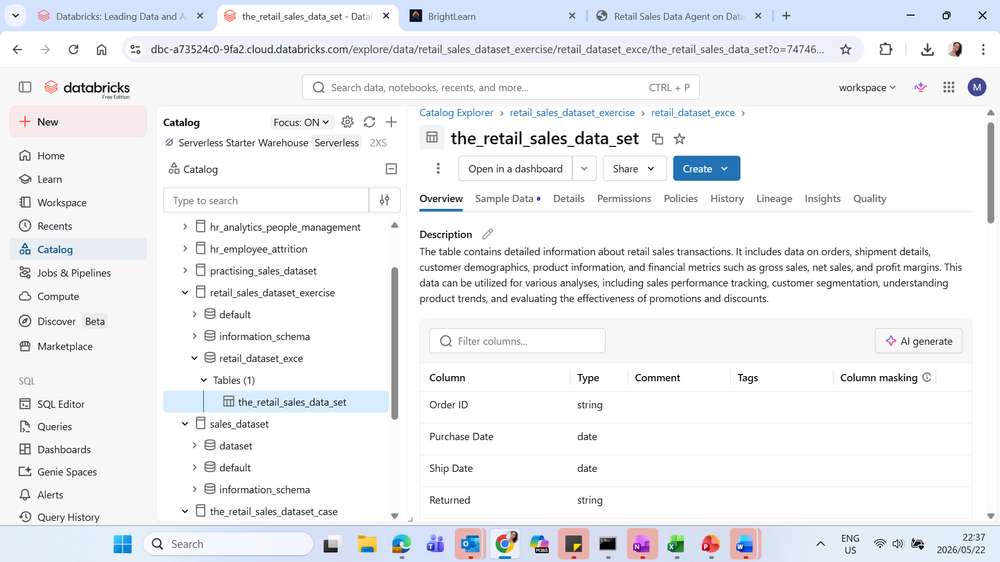 Databricks: Leading Data and A
the_retail_sales_data_set - Datab
BrightLearn
Retail Sales Data Agent on Data
dbc-a73524c0-9fa2.cloud.databricks.com/explore/data/retail_sales_dataset_exercise/retail_dataset_exce/the_retail_sales_data_set?o=74746...
databricks
Free Edition
Search data, notebooks, recents, and more...
CTRL + P
workspace
M
New
Home
Learn
Workspace
Recents
Catalog
Jobs & Pipelines
Compute
Discover Beta
Marketplace
SQL
SQL Editor
Queries
Dashboards
Genie Spaces
Alerts
Query History
Catalog
Focus: ON
Serverless Starter Warehouse Serverless 2XS
Catalog
Type to search
hr_analytics_people_management
hr_employee_attrition
practising_sales_dataset
retail_sales_dataset_exercise
default
information_schema
retail_dataset_exce
Tables (1)
the_retail_sales_data_set
sales_dataset
dataset
default
information_schema
the_retail_sales_dataset_case
Catalog Explorer > retail_sales_dataset_exercise > retail_dataset_exce >
the_retail_sales_data_set
Open in a dashboard
Share
Create
Overview Sample Data Details Permissions Policies History Lineage Insights Quality
Description
The table contains detailed information about retail sales transactions. It includes data on orders, shipment details,
customer demographics, product information, and financial metrics such as gross sales, net sales, and profit margins. This
data can be utilized for various analyses, including sales performance tracking, customer segmentation, understanding
product trends, and evaluating the effectiveness of promotions and discounts.
Filter columns...
AI generate
Column Type Comment Tags Column masking
Order ID string
Purchase Date date
Ship Date date
Returned string
Search
M365
ENG
US
22:37
2026/05/22